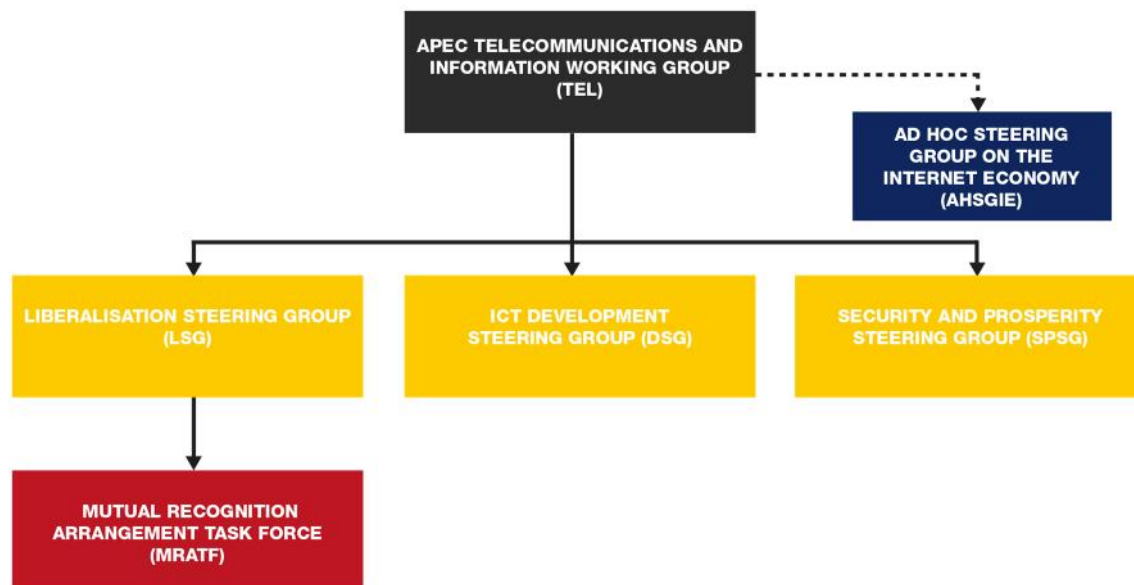 APEC TELECOMMUNICATIONS AND
INFORMATION WORKING GROUP
(TEL)
AD HOC STEERING
GROUP ON THE
INTERNET ECONOMY
(AHSGIE)
LIBERALISATION STEERING GROUP
(LSG)
ICT DEVELOPMENT
STEERING GROUP (DSG)
SECURITY AND PROSPERITY
STEERING GROUP (SPSG)
MUTUAL RECOGNITION
ARRANGEMENT TASK FORCE
(MRATF)